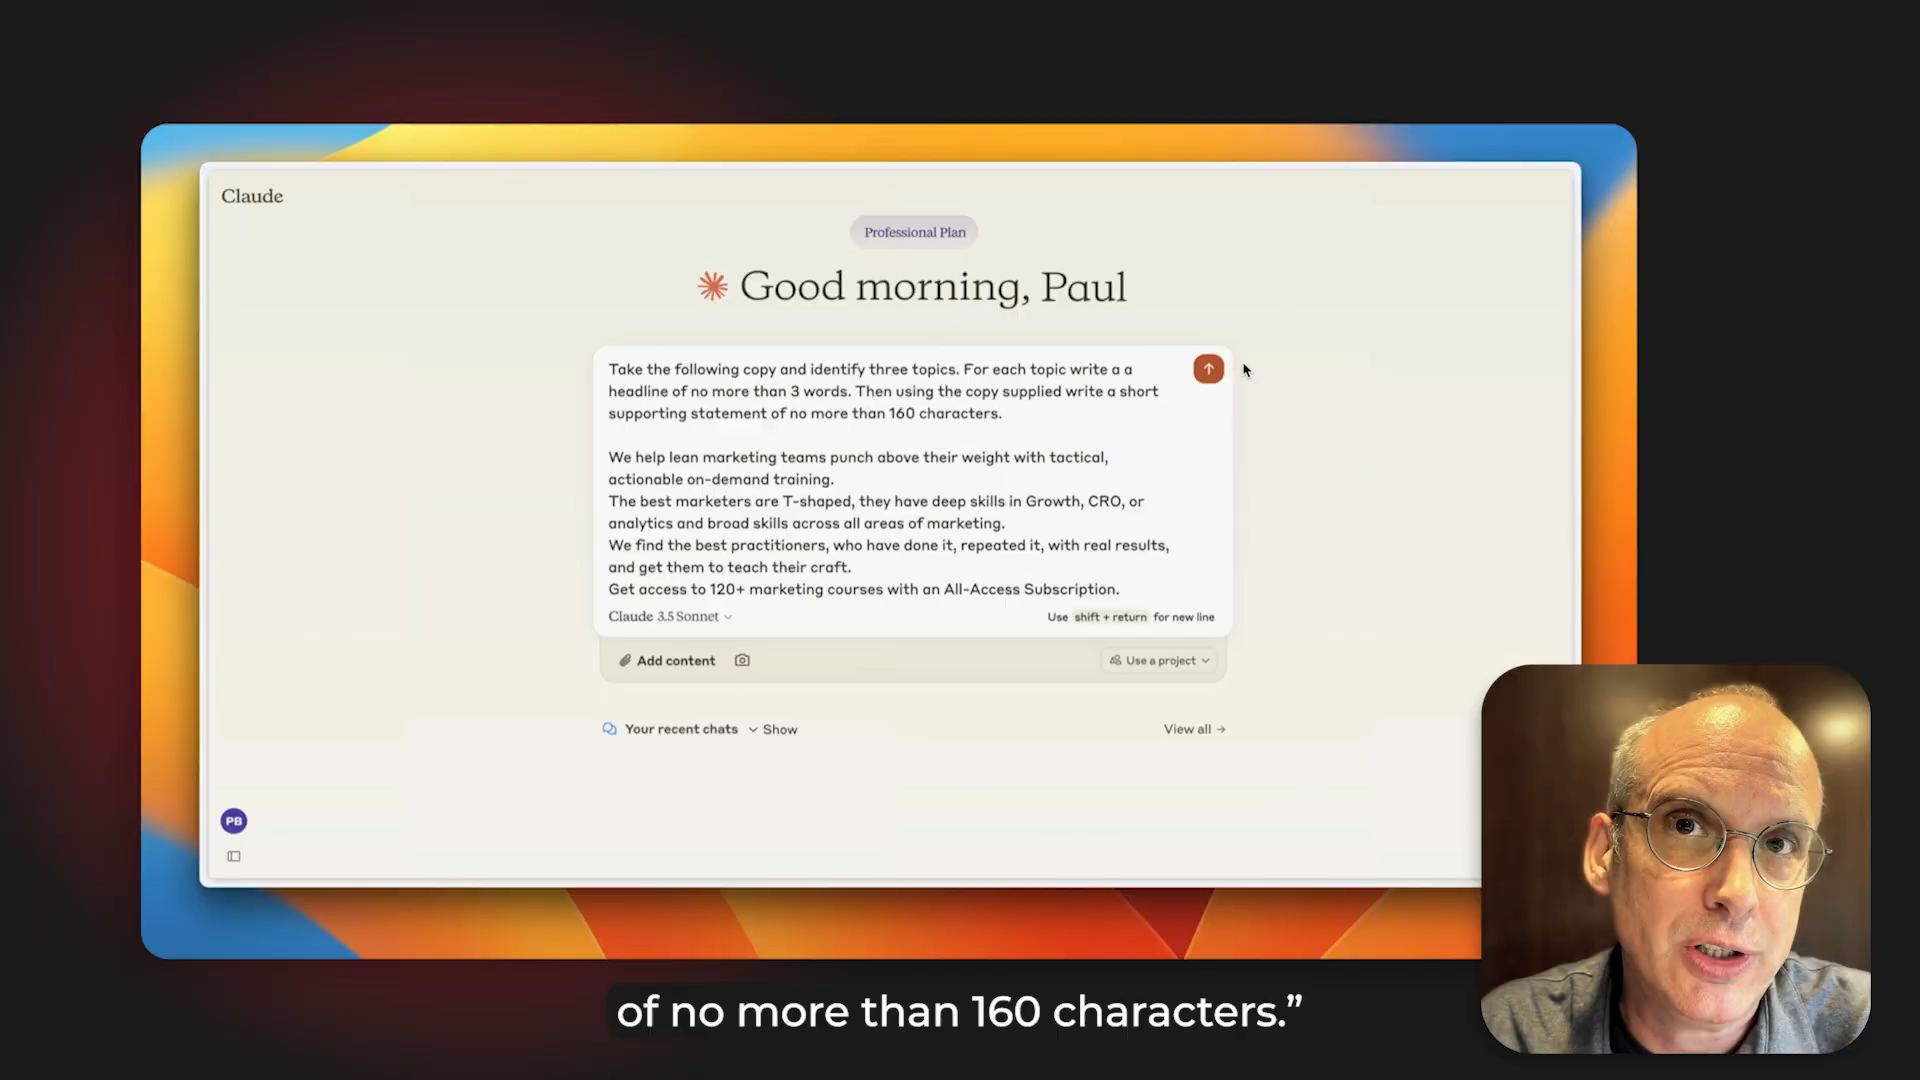 Claude
Professional Plan
Good morning, Paul
Take the following copy and identify three topics. For each topic write a a
headline of no more than 3 words. Then using the copy supplied write a short
supporting statement of no more than 160 characters.
We help lean marketing teams punch above their weight with tactical,
actionable on-demand training.
The best marketers are T-shaped, they have deep skills in Growth, CRO, or
analytics and broad skills across all areas of marketing.
We find the best practitioners, who have done it, repeated it, with real results,
and get them to teach their craft.
Get access to 120+ marketing courses with an All-Access Subscription.
Claude 3.5 Sonnet
Use shift + return for new line
Add content
Use a project
Your recent chats
Show
View all →
PB
of no more than 160 characters.”